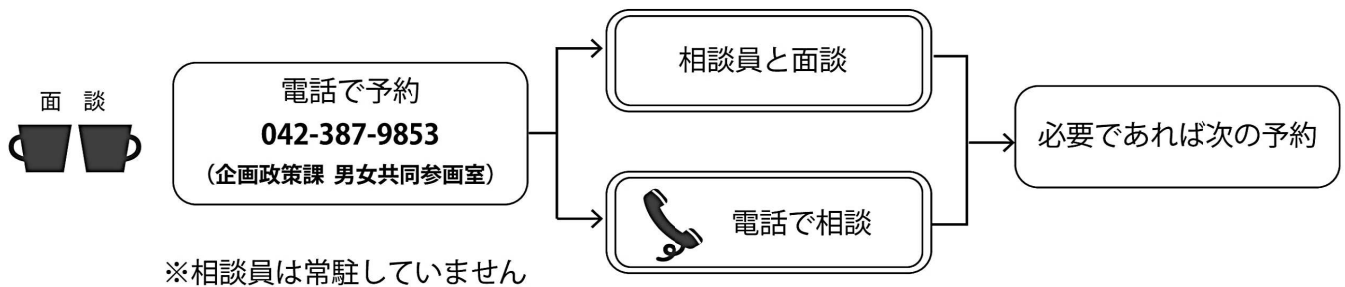 面 談
電話で予約
042-387-9853
（企画政策課 男女共同参画室）
相談員と面談
電話で相談
必要であれば次の予約
※相談員は常駐していません